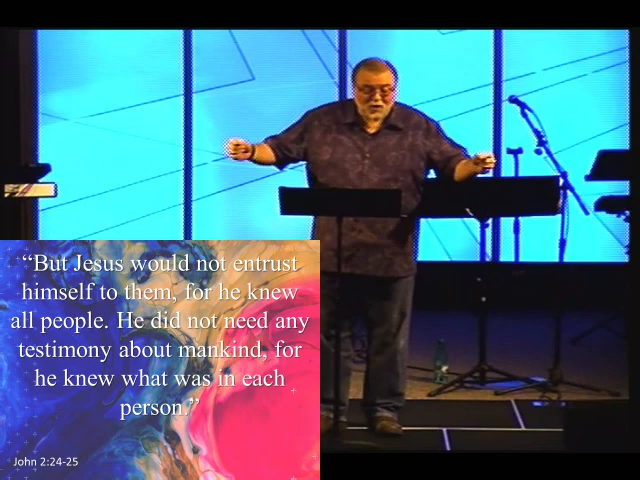 “But Jesus would not entrust
himself to them, for he knew
all people. He did not need any
testimony about mankind, for
he knew what was in each
person.”
John 2:24-25